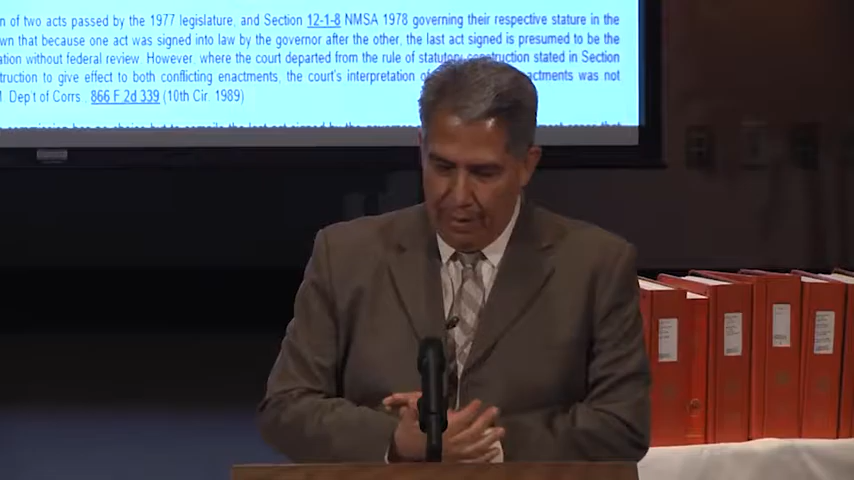 n of two acts passed by the 1977 legislature, and Section 12-1-8 NMSA 1978 governing their respective stature in the
wn that because one act was signed into law by the governor after the other, the last act signed is presumed to be the
ation without federal review. However, where the court departed from the rule of statutory construction stated in Section
struction to give effect to both conflicting enactments, the court's interpretation of enactments was not
Dep't of Corrs., 866 F.2d 339 (10th Cir. 1989)